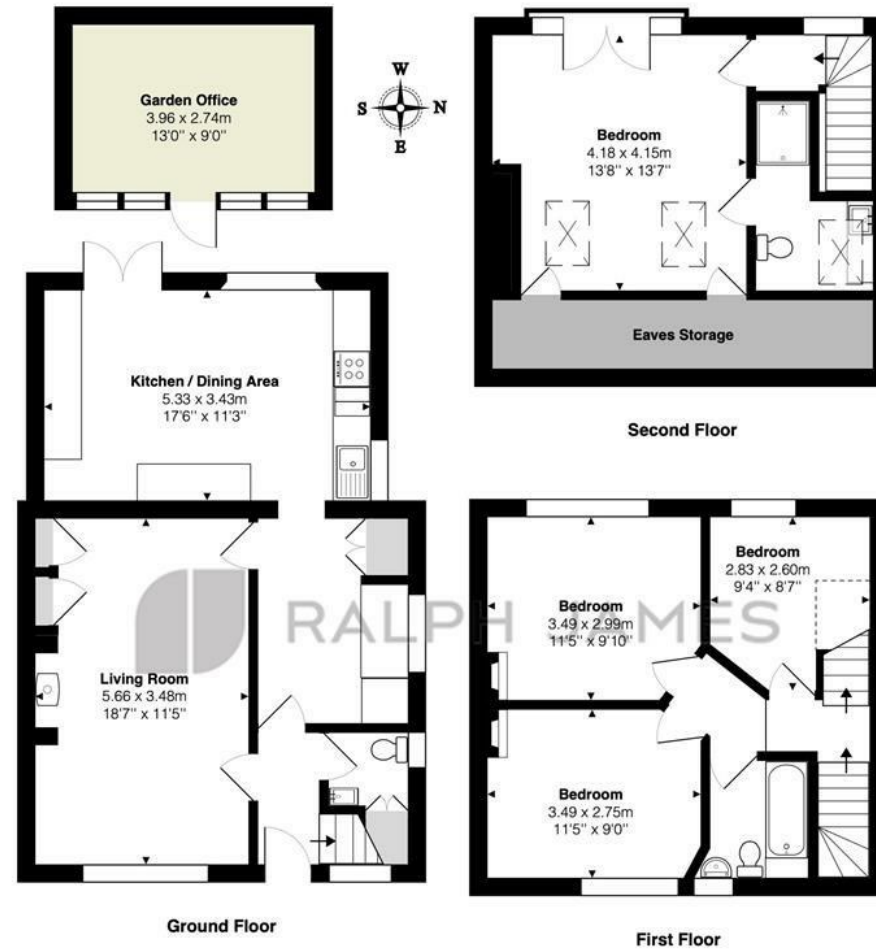 Garden Office
3.96 x 2.74m
13'0'' x 9'0''
W
S
N
E
Bedroom
4.18 x 4.15m
13'8'' x 13'7''
Eaves Storage
Second Floor
Kitchen / Dining Area
5.33 x 3.43m
17'6'' x 11'3''
Living Room
5.66 x 3.48m
18'7'' x 11'5''
Ground Floor
RALPH JAMES
Bedroom
3.49 x 2.99m
11'5'' x 9'10''
Bedroom
2.83 x 2.60m
9'4'' x 8'7''
Bedroom
3.49 x 2.75m
11'5'' x 9'0''
First Floor